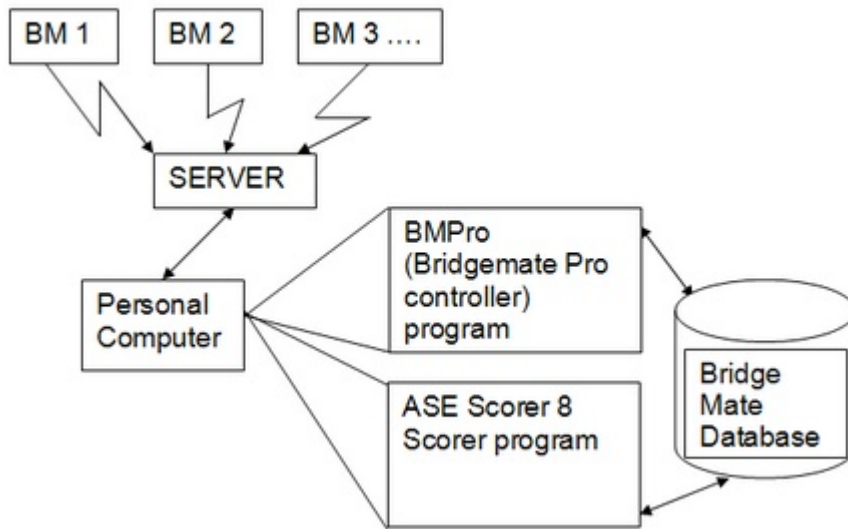 BM 1
BM 2
BM 3 ....
SERVER
Personal
Computer
BMPro
(Bridgemate Pro
controller)
program
ASE Scorer 8
Scorer program
Bridge
Mate
Database